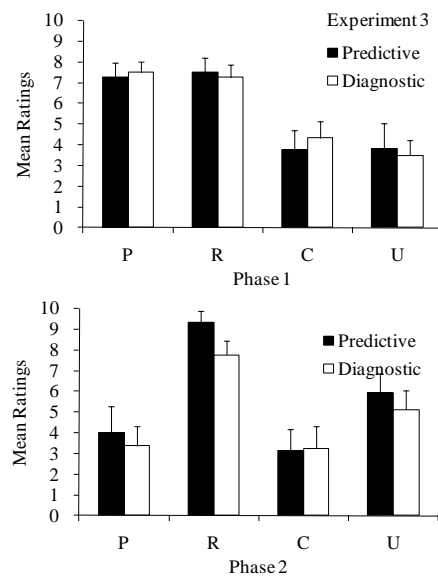 Experiment 3
Predictive
Diagnostic
Mean Ratings
10
9
8
7
6
5
4
3
2
1
0
P R C U
Phase 1
Predictive
Diagnostic
Mean Ratings
10
9
8
7
6
5
4
3
2
1
0
P R C U
Phase 2